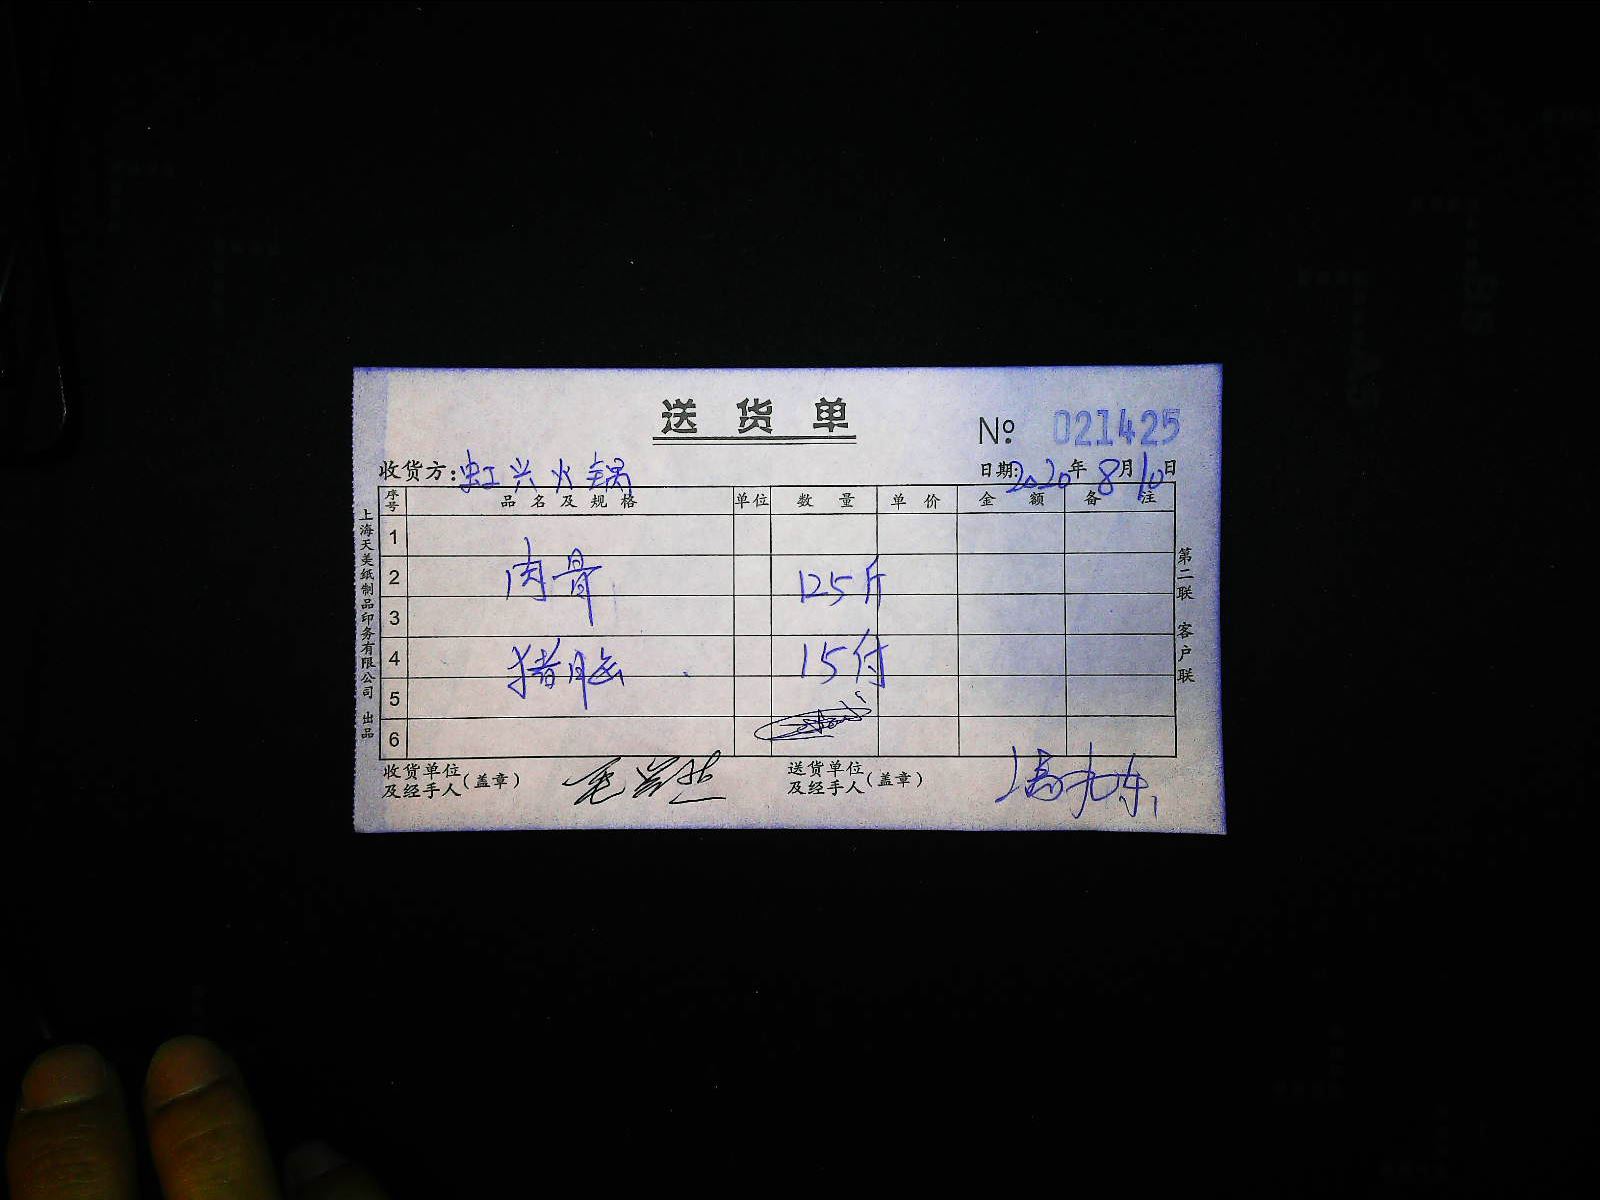 送货单
№: 021425
收货方:虹兴火锅
日期:2020年8月10日
序号 品名及规格 单位 数量 单价 金额 备注
1
2 肉骨 125斤
3
4 猪脑 15付
5
6
收货单位及经手人(盖章)
送货单位及经手人(盖章)
上海天美纸制品印务有限公司 出品
第二联 客户联